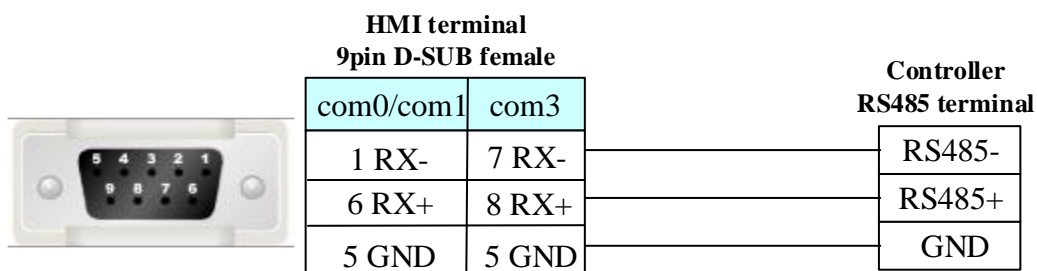 HMI terminal
9pin D-SUB female
Controller
RS485 terminal
com0/com1 com3
5 4 3 2 1
9 8 7 6
1 RX- 7 RX- RS485-
6 RX+ 8 RX+ RS485+
5 GND 5 GND GND